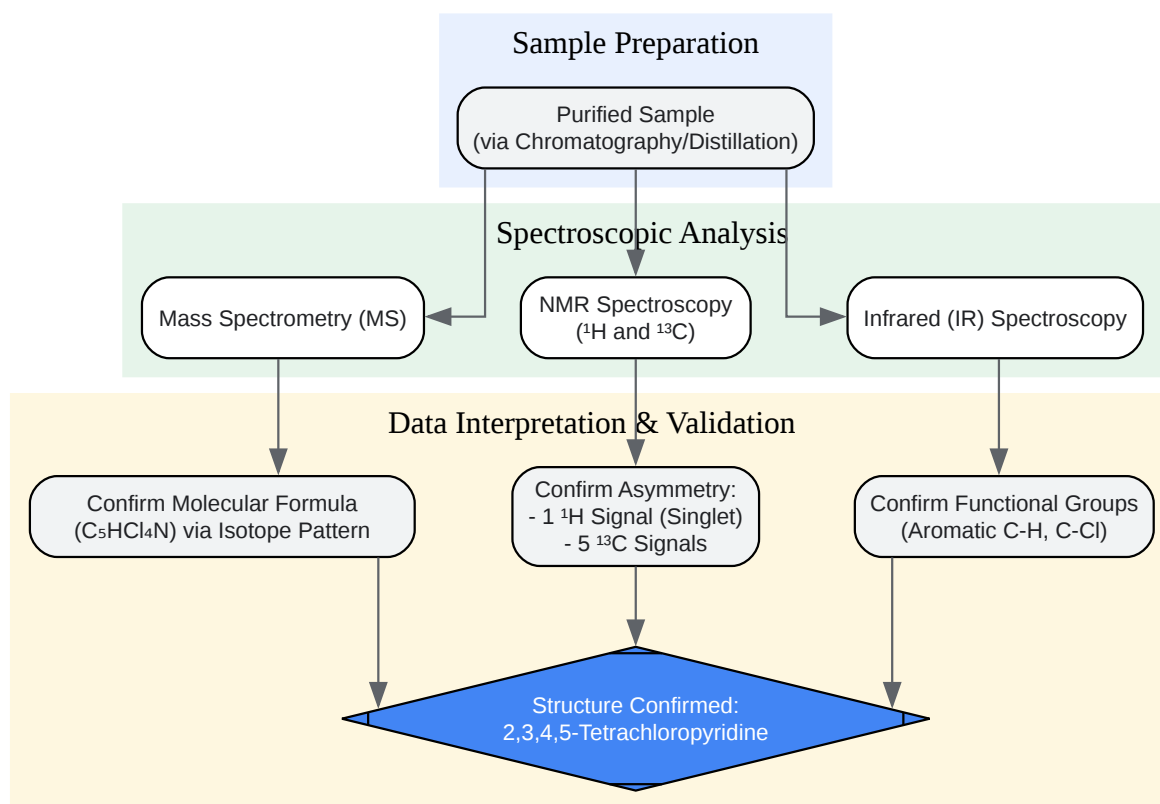 Sample Preparation
Purified Sample
(via Chromatography/Distillation)
Spectroscopic Analysis
Mass Spectrometry (MS)
NMR Spectroscopy
(¹H and ¹³C)
Infrared (IR) Spectroscopy
Data Interpretation & Validation
Confirm Molecular Formula
(C₅HCl₄N) via Isotope Pattern
Confirm Asymmetry:
- 1 ¹H Signal (Singlet)
- 5 ¹³C Signals
Confirm Functional Groups
(Aromatic C-H, C-Cl)
Structure Confirmed:
2,3,4,5-Tetrachloropyridine